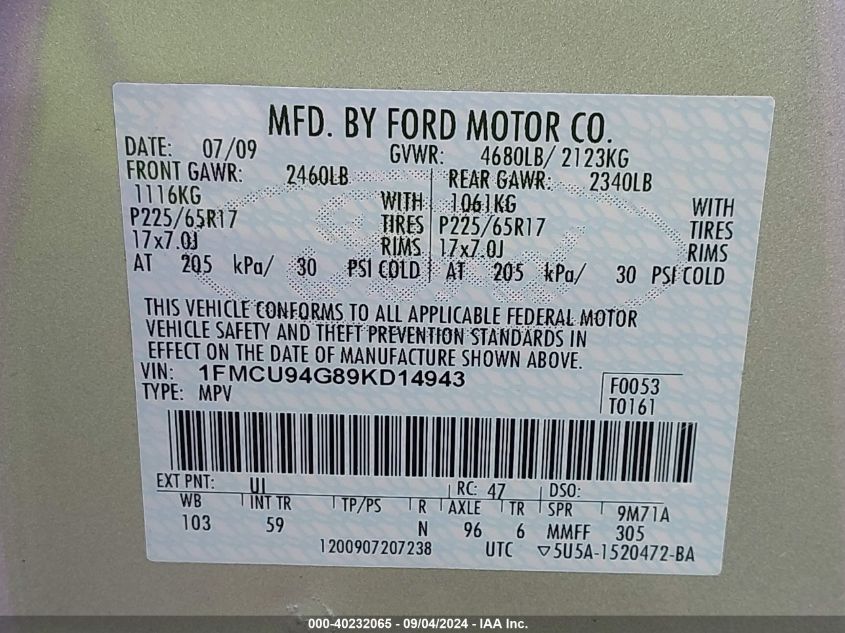 MFD. BY FORD MOTOR CO.
DATE: 07/09 GVWR: 4680LB/ 2123KG
FRONT GAWR: 2460LB REAR GAWR: 2340LB
1116KG WITH 1061KG WITH
P225/65R17 TIRES P225/65R17 TIRES
17x7.0J RIMS 17x7.0J RIMS
AT 205 kPa/ 30 PSI COLD AT 205 kPa/ 30 PSI COLD
THIS VEHICLE CONFORMS TO ALL APPLICABLE FEDERAL MOTOR
VEHICLE SAFETY AND THEFT PREVENTION STANDARDS IN
EFFECT ON THE DATE OF MANUFACTURE SHOWN ABOVE.
VIN: 1FMCU94G89KD14943
TYPE: MPV
F0053
T0161
EXT PNT: UJ RC: 47 DSO:
WB INT TR TP/PS R AXLE TR SPR 9M71A
103 59 N 96 6 MMFF 305
1200907207238 UTC ▽5U5A-1520472-BA
000-40232065 - 09/04/2024 - IAA Inc.